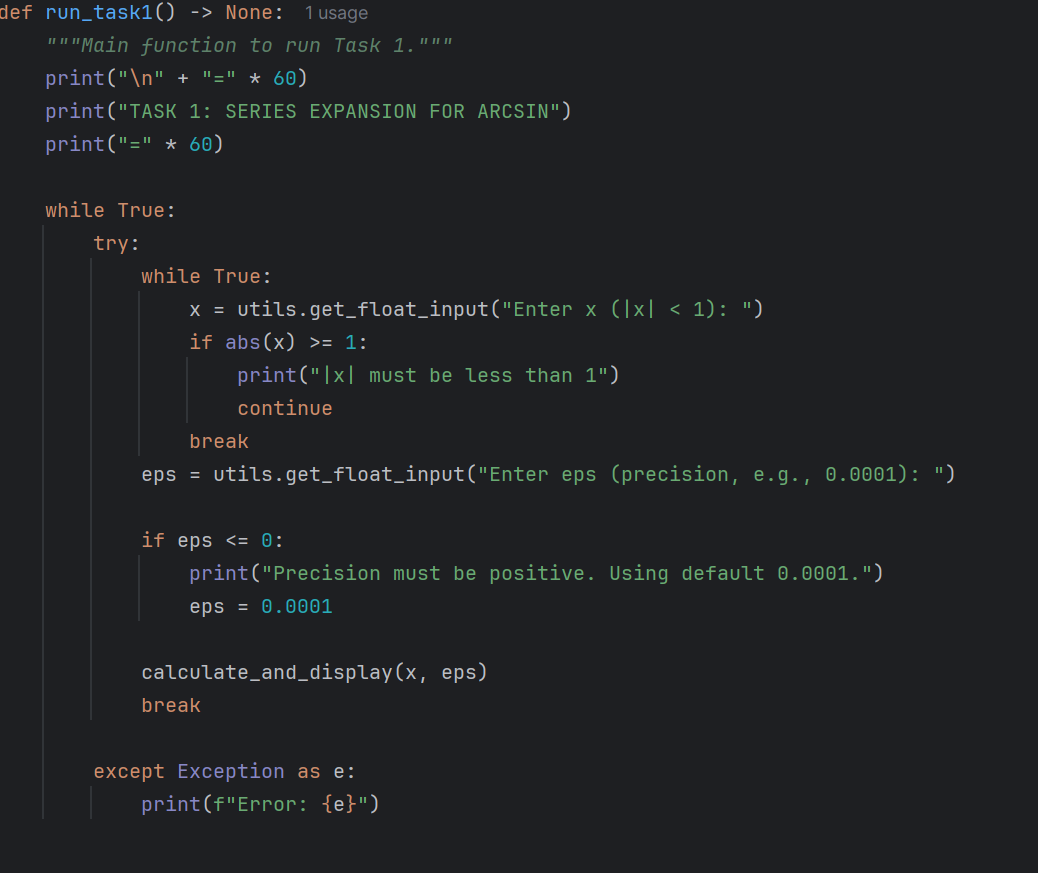 def run_task1() -> None:  1 usage
    """Main function to run Task 1."""
    print("\n" + "=" * 60)
    print("TASK 1: SERIES EXPANSION FOR ARCSIN")
    print("=" * 60)

    while True:
        try:
            while True:
                x = utils.get_float_input("Enter x (|x| < 1): ")
                if abs(x) >= 1:
                    print("|x| must be less than 1")
                    continue
                break
            eps = utils.get_float_input("Enter eps (precision, e.g., 0.0001): ")

            if eps <= 0:
                print("Precision must be positive. Using default 0.0001.")
                eps = 0.0001

            calculate_and_display(x, eps)
            break

        except Exception as e:
            print(f"Error: {e}")